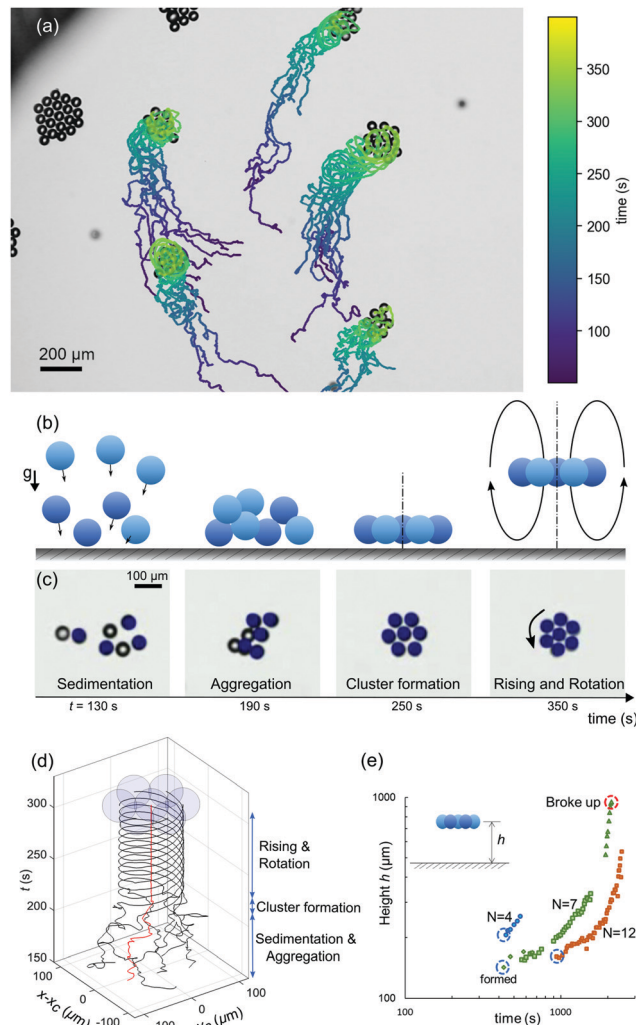 (a)
200 μm
350
300
250
200
150
100
time (s)
(b)
g
(c)
100 μm
Sedimentation
Aggregation
Cluster formation
Rising and Rotation
t = 130 s
190 s
250 s
350 s
time (s)
(d)
300
250
200
150
t (s)
100
0
-100
x-xc (μm)
0
100
Rising &
Rotation
Cluster formation
Sedimentation &
Aggregation
(e)
1000
100
Height h (μm)
Broke up
h
N=4
N=7
N=12
formed
100
1000
time (s)